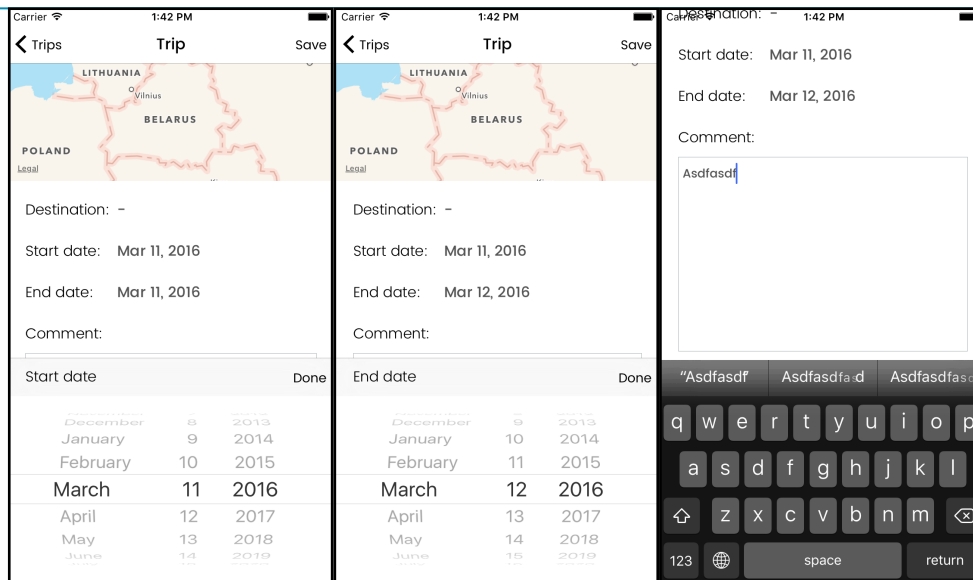 Carrier 1:42 PM
Trips Trip Save
LITHUANIA
Vilnius
BELARUS
POLAND
Legal
Destination: -
Start date: Mar 11, 2016
End date: Mar 11, 2016
Comment:
Start date Done
December 8 2013
January 9 2014
February 10 2015
March 11 2016
April 12 2017
May 13 2018
June 14 2019
Carrier 1:42 PM
Trips Trip Save
LITHUANIA
Vilnius
BELARUS
POLAND
Legal
Destination: -
Start date: Mar 11, 2016
End date: Mar 12, 2016
Comment:
End date Done
December 9 2013
January 10 2014
February 11 2015
March 12 2016
April 13 2017
May 14 2018
June 15 2019
Carrier 1:42 PM
Destination: -
Start date: Mar 11, 2016
End date: Mar 12, 2016
Comment:
Asdfasdf
“Asdfasdf” Asdfasdfasd Asdfasdfasd
q w e r t y u i o p
a s d f g h j k l
z x c v b n m
123 space return